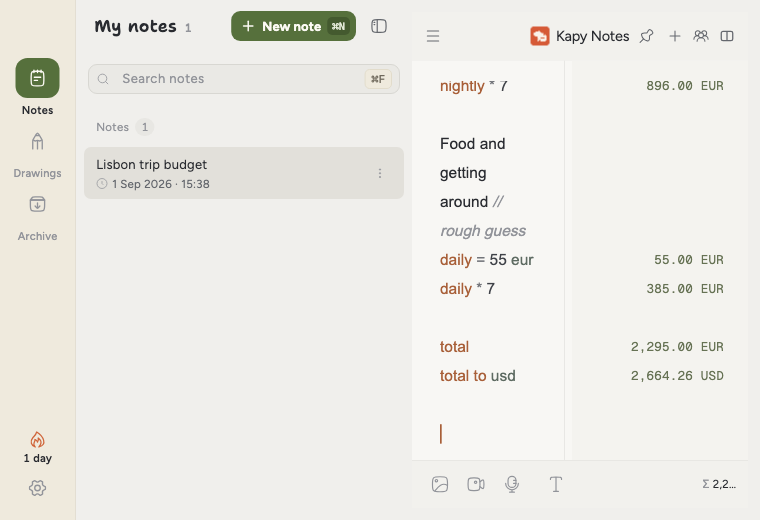 My notes 1
+ New note ⌘N
Kapy Notes
Search notes ⌘F
Notes
Drawings
Archive
1 day
Notes 1
Lisbon trip budget
1 Sep 2026 · 15:38
nightly * 7 896.00 EUR
Food and
getting
around //
rough guess
daily = 55 eur 55.00 EUR
daily * 7 385.00 EUR
total 2,295.00 EUR
total to usd 2,664.26 USD
Σ 2,2...